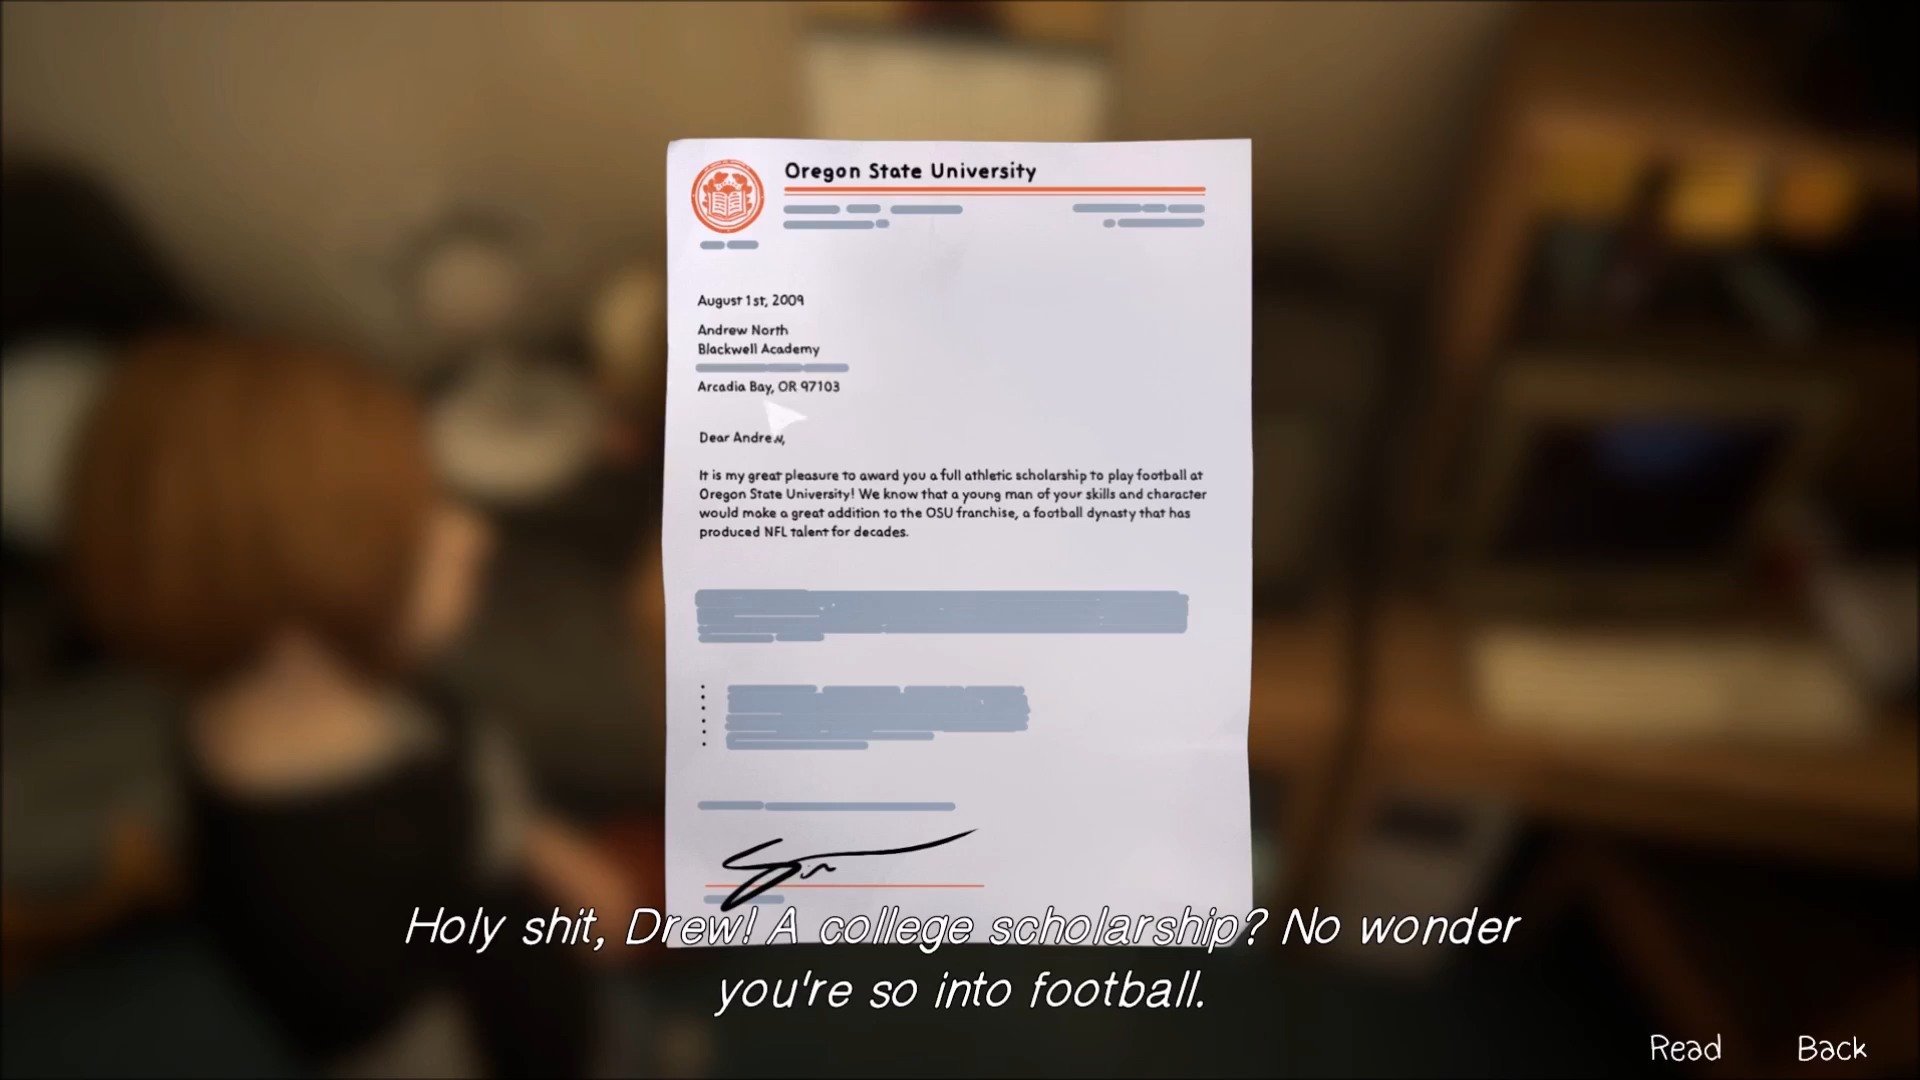 Oregon State University
August 1st, 2009
Andrew North
Blackwell Academy
Arcadia Bay, OR 97103
Dear Andrew,
It is my great pleasure to award you a full athletic scholarship to play football at
Oregon State University! We know that a young man of your skills and character
would make a great addition to the OSU franchise, a football dynasty that has
produced NFL talent for decades.
Holy shit, Drew! A college scholarship? No wonder
you're so into football.
Read Back